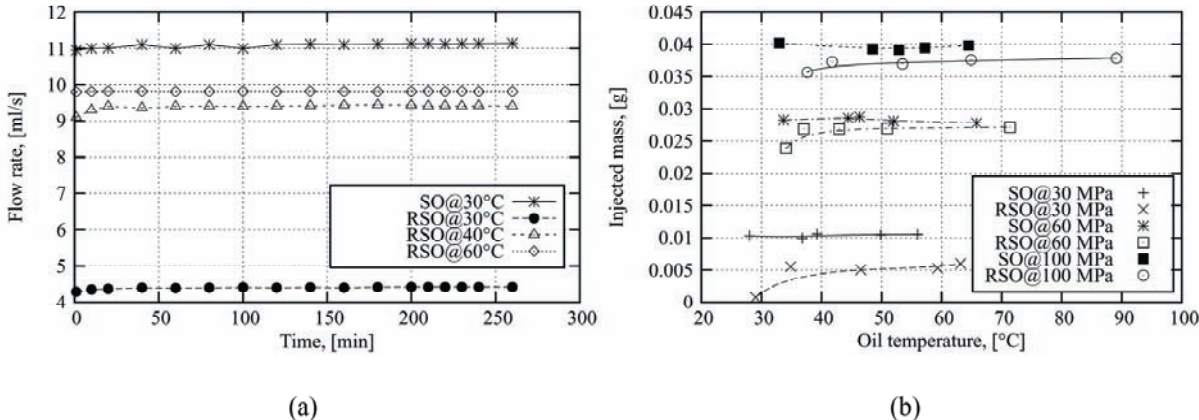 12
11
10
9
8
7
6
5
4
Flow rate, [ml/s]
SO@30°C
RSO@30°C
RSO@40°C
RSO@60°C
0 50 100 150 200 250 300
Time, [min]
(a)
0.045
0.04
0.035
0.03
0.025
0.02
0.015
0.01
0.005
0
Injected mass, [g]
SO@30 MPa
RSO@30 MPa
SO@60 MPa
RSO@60 MPa
SO@100 MPa
RSO@100 MPa
20 30 40 50 60 70 80 90 100
Oil temperature, [°C]
(b)